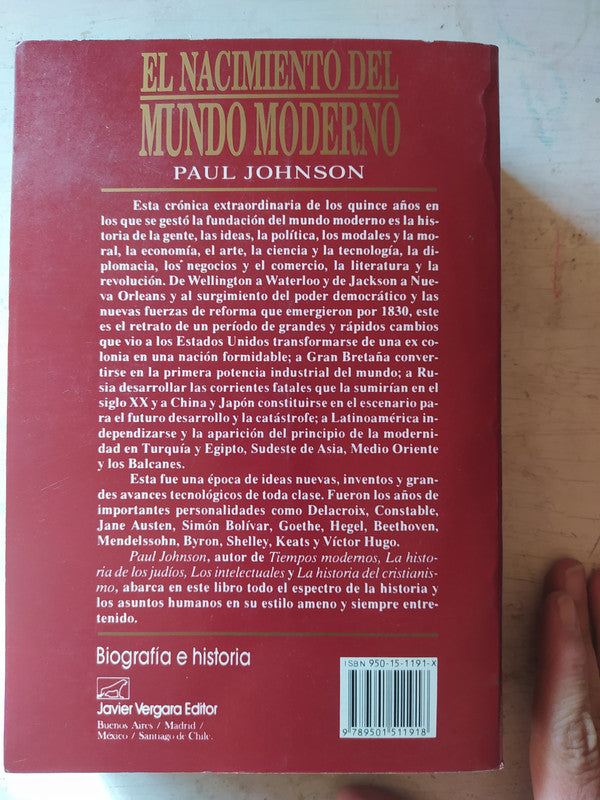 EL NACIMIENTO DEL
MUNDO MODERNO
PAUL JOHNSON
Esta crónica extraordinaria de los quince años en
los que se gestó la fundación del mundo moderno es la his-
toria de la gente, las ideas, la política, los modales y la mo-
ral, la economía, el arte, la ciencia y la tecnología, la di-
plomacia, los negocios y el comercio, la literatura y la
revolución. De Wellington a Waterloo y de Jackson a Nue-
va Orleans y al surgimiento del poder democrático y las
nuevas fuerzas de reforma que emergieron por 1830, este
es el retrato de un período de grandes y rápidos cambios
que vio a los Estados Unidos transformarse de una ex co-
lonia en una nación formidable; a Gran Bretaña conver-
tirse en la primera potencia industrial del mundo; a Ru-
sia desarrollar las corrientes fatales que la sumirían en el
siglo XX y a China y Japón constituirse en el escenario pa-
ra el futuro desarrollo y la catástrofe; a Latinoamérica in-
dependizarse y la aparición del principio de la moderni-
dad en Turquía y Egipto, Sudeste de Asia, Medio Oriente
y los Balcanes.
Esta fue una época de ideas nuevas, inventos y gran-
des avances tecnológicos de toda clase. Fueron los años de
importantes personalidades como Delacroix, Constable,
Jane Austen, Simón Bolívar, Goethe, Hegel, Beethoven,
Mendelssohn, Byron, Shelley, Keats y Víctor Hugo.
Paul Johnson, autor de Tiempos modernos, La histo-
ria de los judíos, Los intelectuales y La historia del cristianis-
mo, abarca en este libro todo el espectro de la historia y
los asuntos humanos en su estilo ameno y siempre entre-
tenido.
Biografía e historia
ISBN 950-15-1191-X
Javier Vergara Editor
Buenos Aires / Madrid /
México / Santiago de Chile.
9 789501 511918